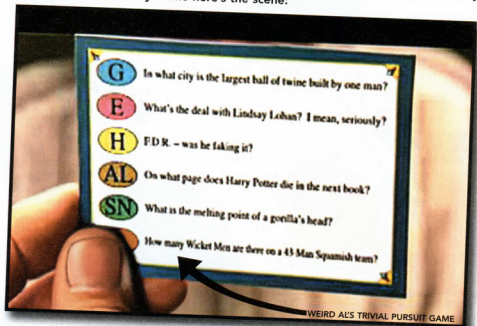 here's the scene:
G In what city is the largest ball of twine built by one man?
E What's the deal with Lindsay Lohan? I mean, seriously?
H F.D.R. – was he faking it?
AL On what page does Harry Potter die in the next book?
SN What is the melting point of a gorilla's head?
How many Wicket Men are there on a 43-Man Squamish team?
WEIRD AL'S TRIVIAL PURSUIT GAME